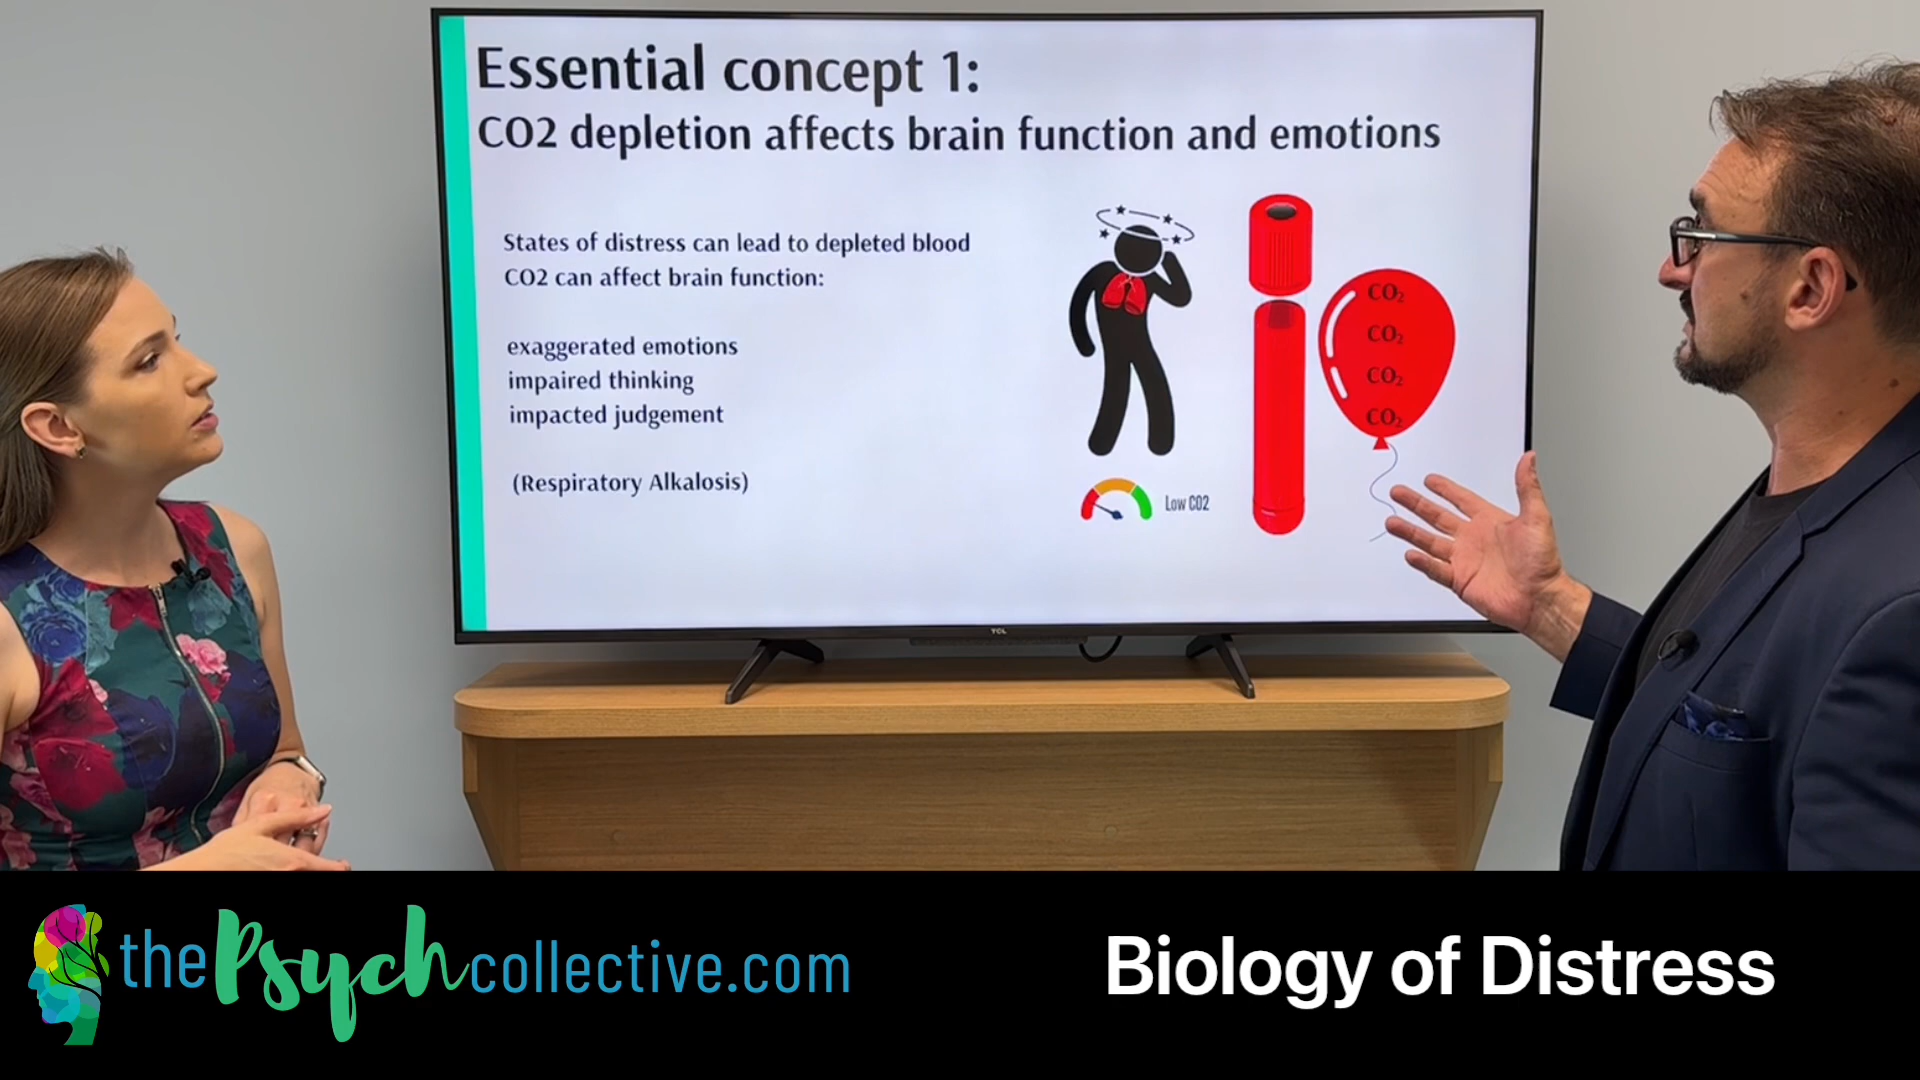 Essential concept 1:
CO2 depletion affects brain function and emotions
States of distress can lead to depleted blood
CO2 can affect brain function:
exaggerated emotions
impaired thinking
impacted judgement
(Respiratory Alkalosis)
Low CO2
CO₂
CO₂
CO₂
CO₂
TCL
thePsychcollective.com
Biology of Distress